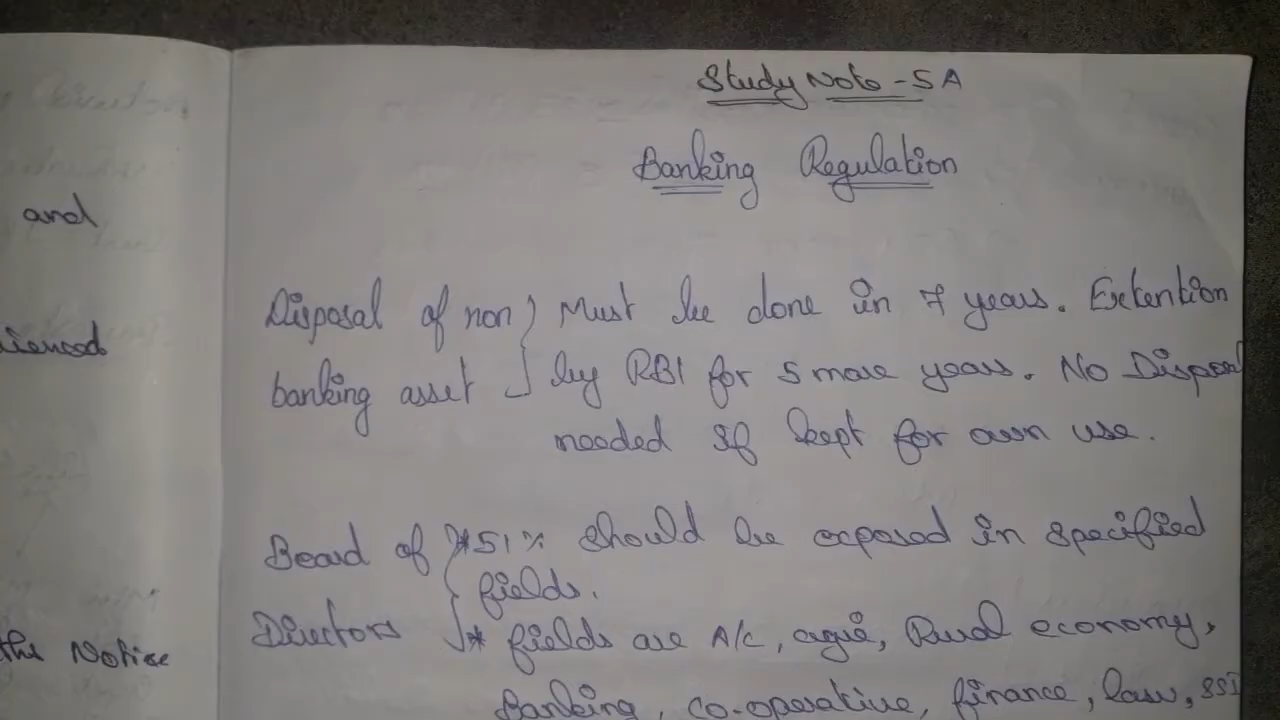 Study Note - 5A
Banking Regulation
and
Disposal of non } Must be done in 7 years. Extention
banking asset } by RBI for 5 more years. No Disposal
needed If kept for own use.
Board of { * 51% should be exposed in specified
fields.
Directors { * fields are A/c, agri, Rural economy,
the Notice
Banking, co-operative, finance, law, SSI